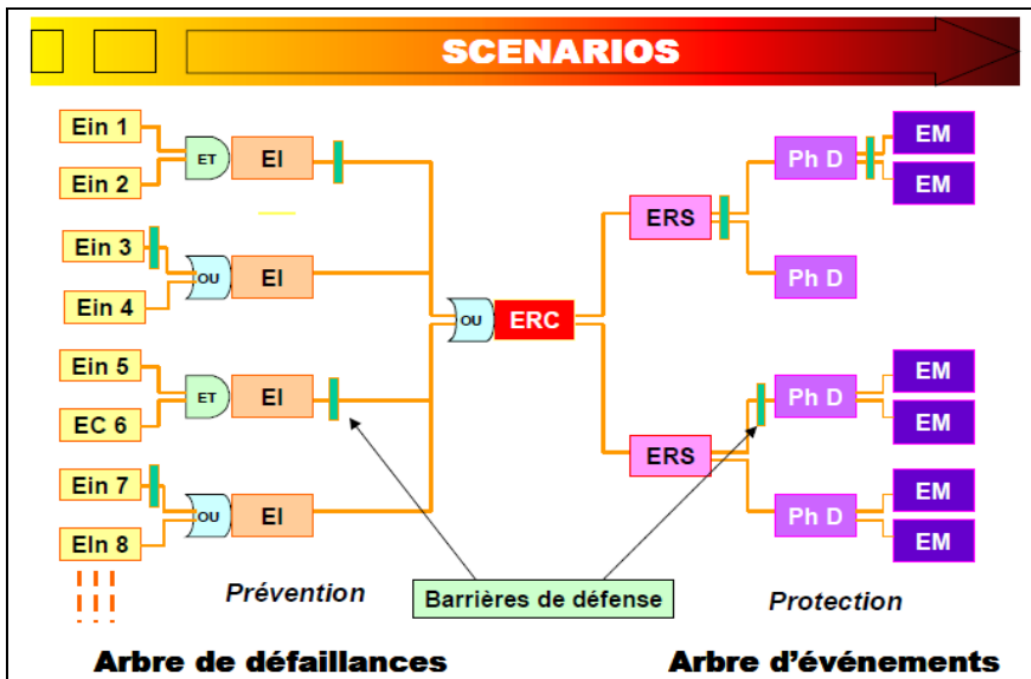 SCENARIOS
Ein 1
Ein 2
ET
EI
Ein 3
Ein 4
OU
EI
Ein 5
EC 6
ET
EI
Ein 7
EIn 8
OU
EI
OU
ERC
ERS
ERS
Ph D
Ph D
Ph D
Ph D
EM
EM
EM
EM
EM
EM
Prévention
Barrières de défense
Protection
Arbre de défaillances
Arbre d'événements